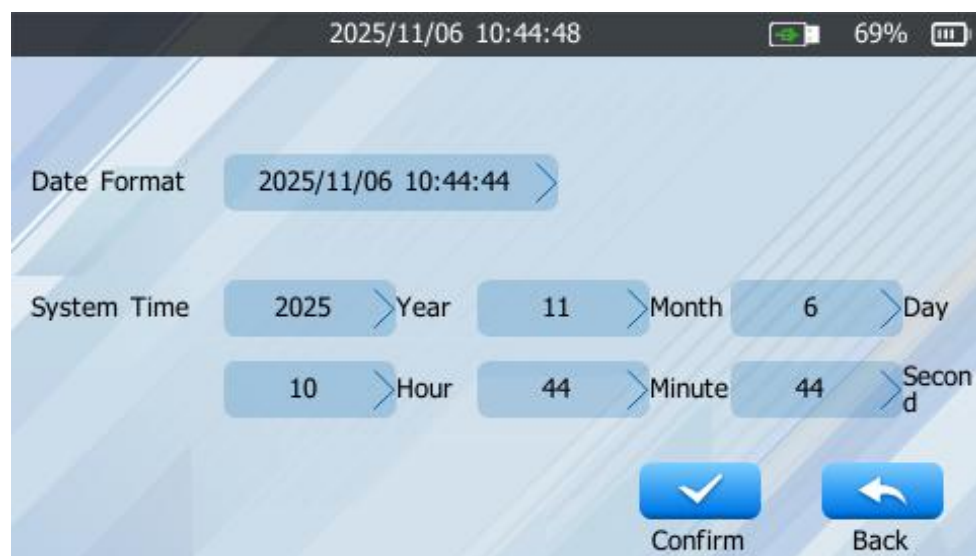 2025/11/06 10:44:48 69%
Date Format 2025/11/06 10:44:44
System Time 2025 Year 11 Month 6 Day
10 Hour 44 Minute 44 Secon
d
Confirm Back